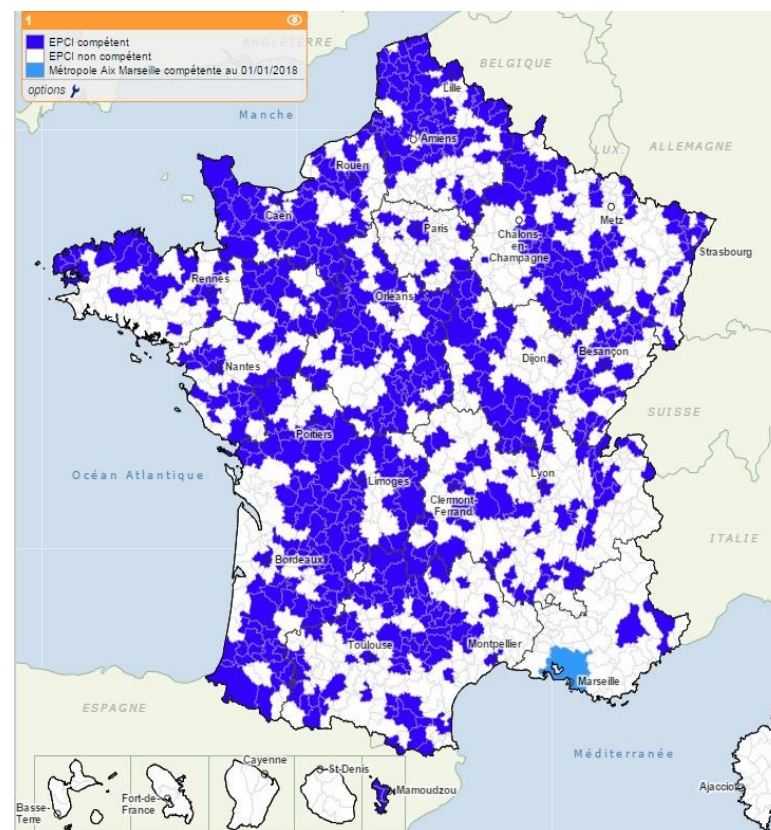 1
EPCI compétent
EPCI non compétent
Métropole Aix Marseille compétente au 01/01/2018
options
ANGLETERRE
BELGIQUE
Lille
Manche
Amiens
LUX.
ALLEMAGNE
Rouen
Caen
Paris
Metz
Châlons-
en-
Champagne
Strasbourg
Rennes
Orléans
Nantes
Dijon
Besançon
SUISSE
Poitiers
Océan Atlantique
Limoges
Lyon
Clermont-
Ferrand
ITALIE
Bordeaux
Toulouse
Montpellier
Marseille
ESPAGNE
Méditerranée
Cayenne
St-Denis
Mamoudzou
Ajaccio
Basse-
Terre
Fort-de-
France